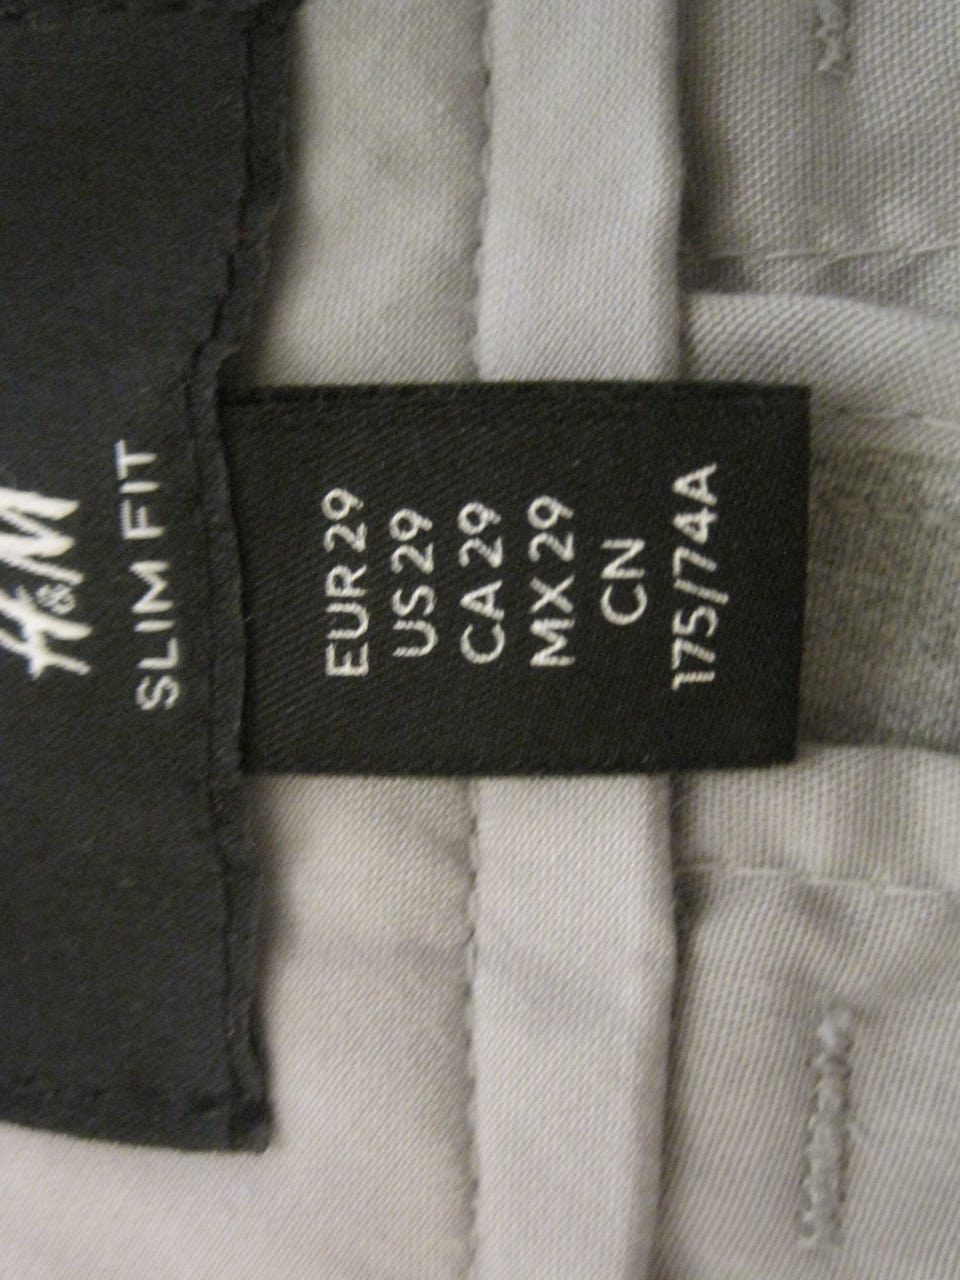 H&M
SLIM FIT
EUR 29
US 29
CA 29
MX 29
CN
175/74A